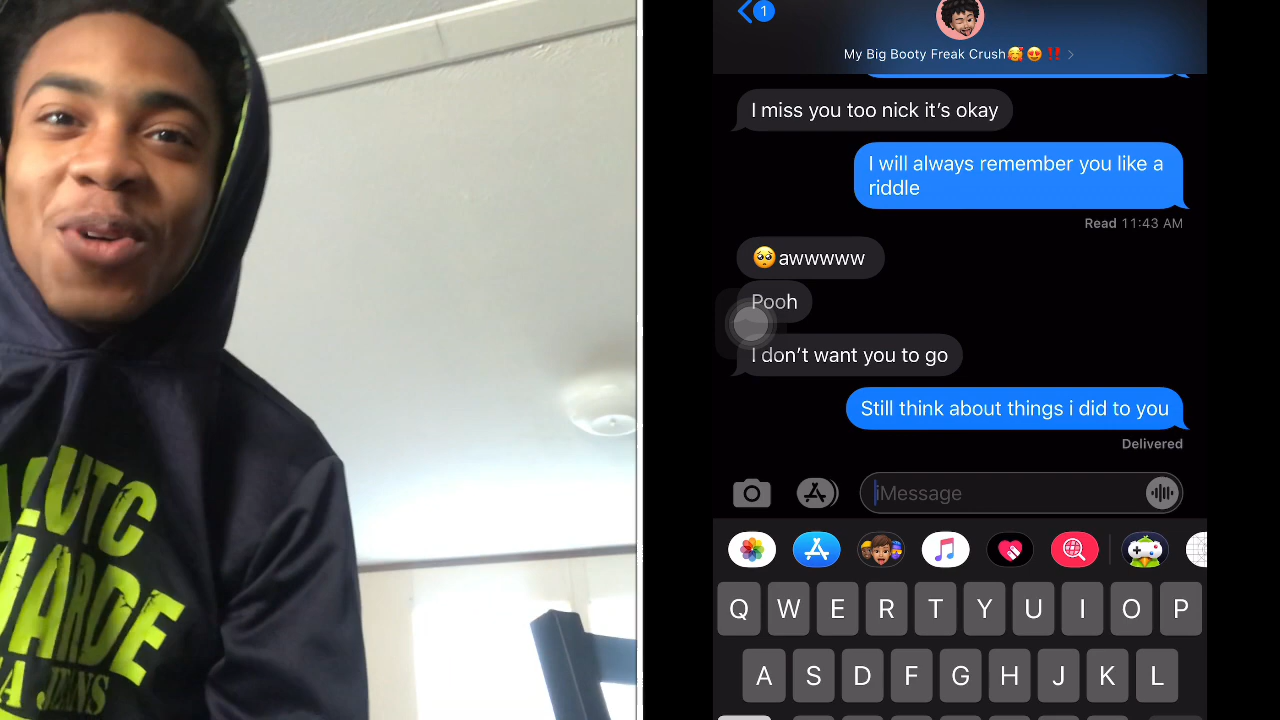 1
My Big Booty Freak Crush🥰😍‼️
I miss you too nick it’s okay
I will always remember you like a
riddle
Read 11:43 AM
🥺awwwww
Pooh
I don’t want you to go
Still think about things i did to you
Delivered
iMessage
Q W E R T Y U I O P
A S D F G H J K L
JEANS